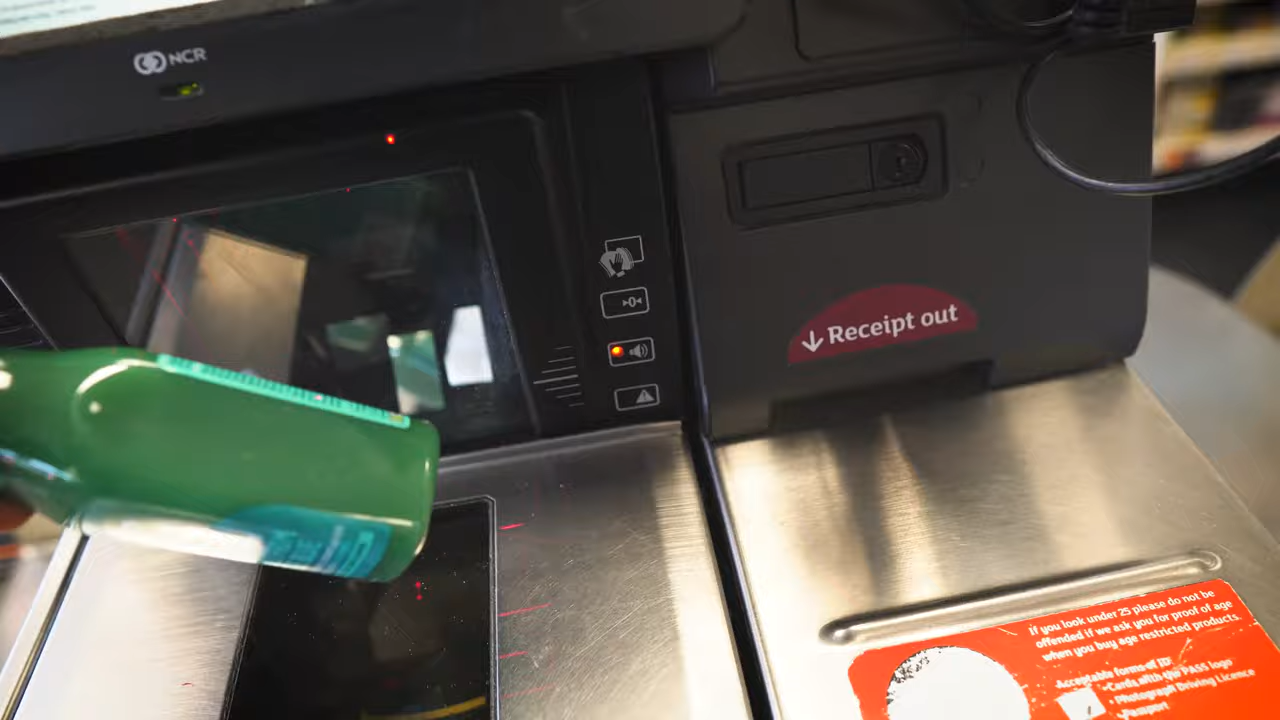 NCR
▸0◂
↓ Receipt out
if you look under 25 please do not be
offended if we ask you for proof of age
when you buy age restricted products.
Acceptable forms of ID
• Cards with the PASS logo
• Photograph Driving Licence
• Passport